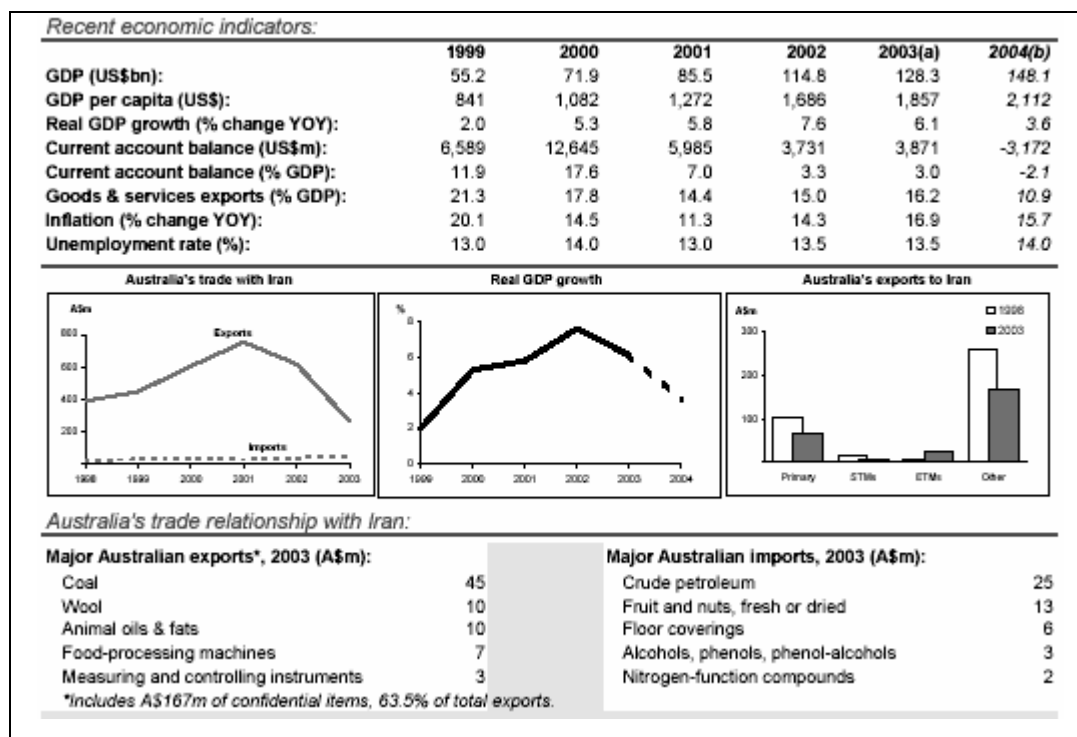 Recent economic indicators:
1999 2000 2001 2002 2003(a) 2004(b)
GDP (US$bn): 55.2 71.9 85.5 114.8 128.3 148.1
GDP per capita (US$): 841 1,082 1,272 1,686 1,857 2,112
Real GDP growth (% change YOY): 2.0 5.3 5.8 7.6 6.1 3.6
Current account balance (US$m): 6,589 12,645 5,985 3,731 3,871 -3,172
Current account balance (% GDP): 11.9 17.6 7.0 3.3 3.0 -2.1
Goods & services exports (% GDP): 21.3 17.8 14.4 15.0 16.2 10.9
Inflation (% change YOY): 20.1 14.5 11.3 14.3 16.9 15.7
Unemployment rate (%): 13.0 14.0 13.0 13.5 13.5 14.0
Australia's trade with Iran
A$m
800
600
400
200
Exports
Imports
1998 1999 2000 2001 2002 2003
Real GDP growth
%
8
6
4
2
0
1999 2000 2001 2002 2003 2004
Australia's exports to Iran
A$m
1998
2003
300
200
100
Primary STMs ETMs Other
Australia's trade relationship with Iran:
Major Australian exports*, 2003 (A$m):
Coal 45
Wool 10
Animal oils & fats 10
Food-processing machines 7
Measuring and controlling instruments 3
*Includes A$167m of confidential items, 63.5% of total exports.
Major Australian imports, 2003 (A$m):
Crude petroleum 25
Fruit and nuts, fresh or dried 13
Floor coverings 6
Alcohols, phenols, phenol-alcohols 3
Nitrogen-function compounds 2